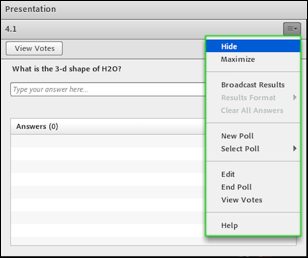 Presentation
4.1
View Votes
What is the 3-d shape of H2O?
Type your answer here...
Answers (0)
Hide
Maximize
Broadcast Results
Results Format
Clear All Answers
New Poll
Select Poll
Edit
End Poll
View Votes
Help